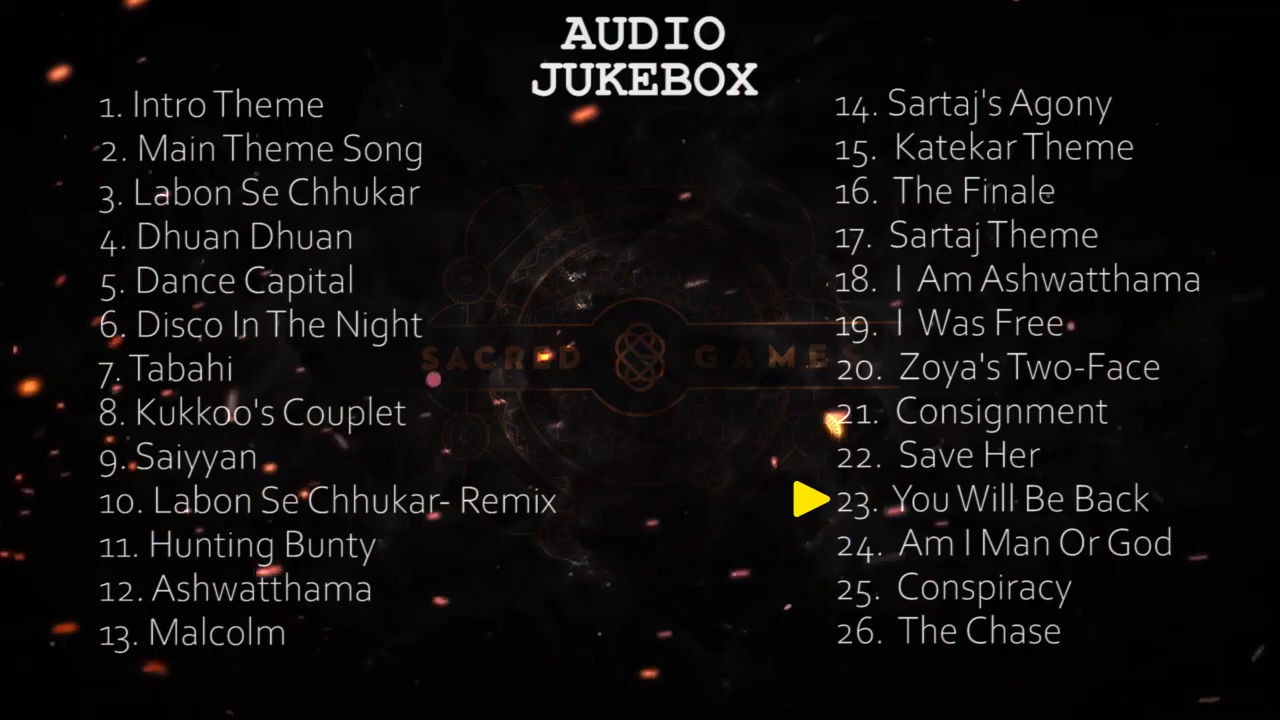 AUDIO
JUKEBOX
1. Intro Theme
2. Main Theme Song
3. Labon Se Chhukar
4. Dhuan Dhuan
5. Dance Capital
6. Disco In The Night
7. Tabahi
8. Kukkoo's Couplet
9. Saiyyan
10. Labon Se Chhukar- Remix
11. Hunting Bunty
12. Ashwatthama
13. Malcolm
14. Sartaj's Agony
15. Katekar Theme
16. The Finale
17. Sartaj Theme
18. I Am Ashwatthama
19. I Was Free
20. Zoya's Two-Face
21. Consignment
22. Save Her
23. You Will Be Back
24. Am I Man Or God
25. Conspiracy
26. The Chase
SACRED GAMES